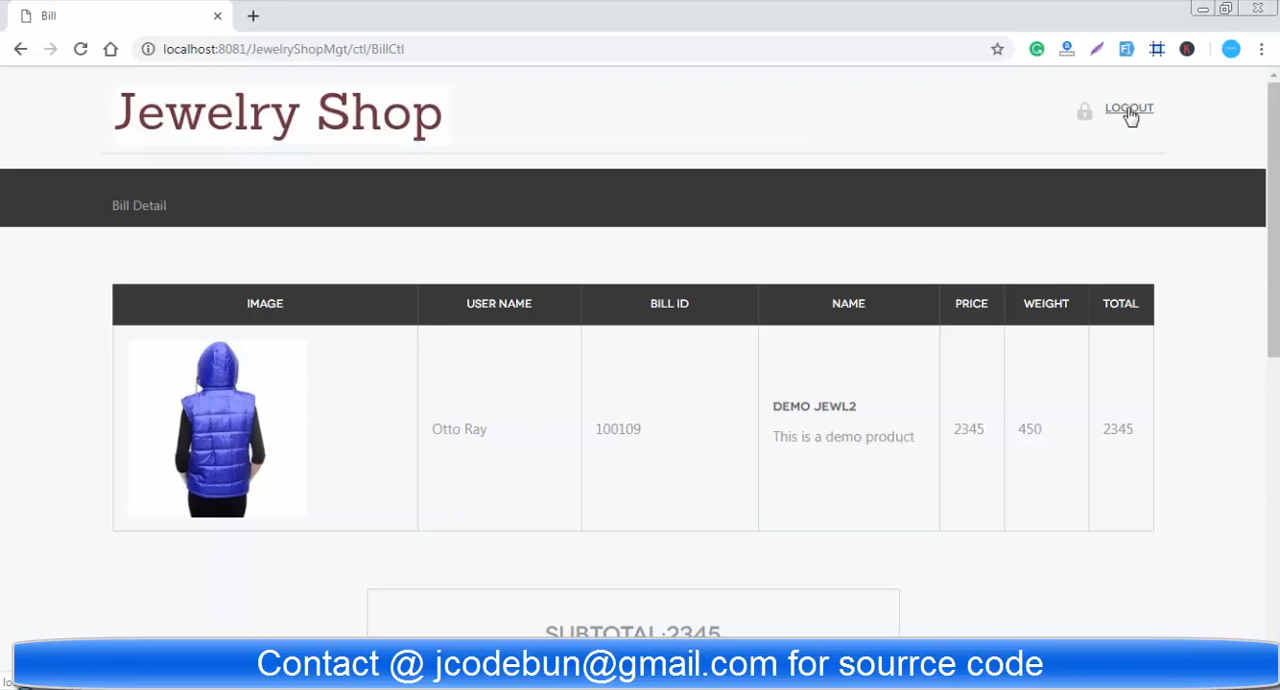 Bill
localhost:8081/JewelryShopMgt/ctl/BillCtl
Jewelry Shop
LOGOUT
Bill Detail
IMAGE USER NAME BILL ID NAME PRICE WEIGHT TOTAL
DEMO JEWL2
Otto Ray 100109 This is a demo product 2345 450 2345
SUBTOTAL:2345
Contact @ jcodebun@gmail.com for sourrce code
lo